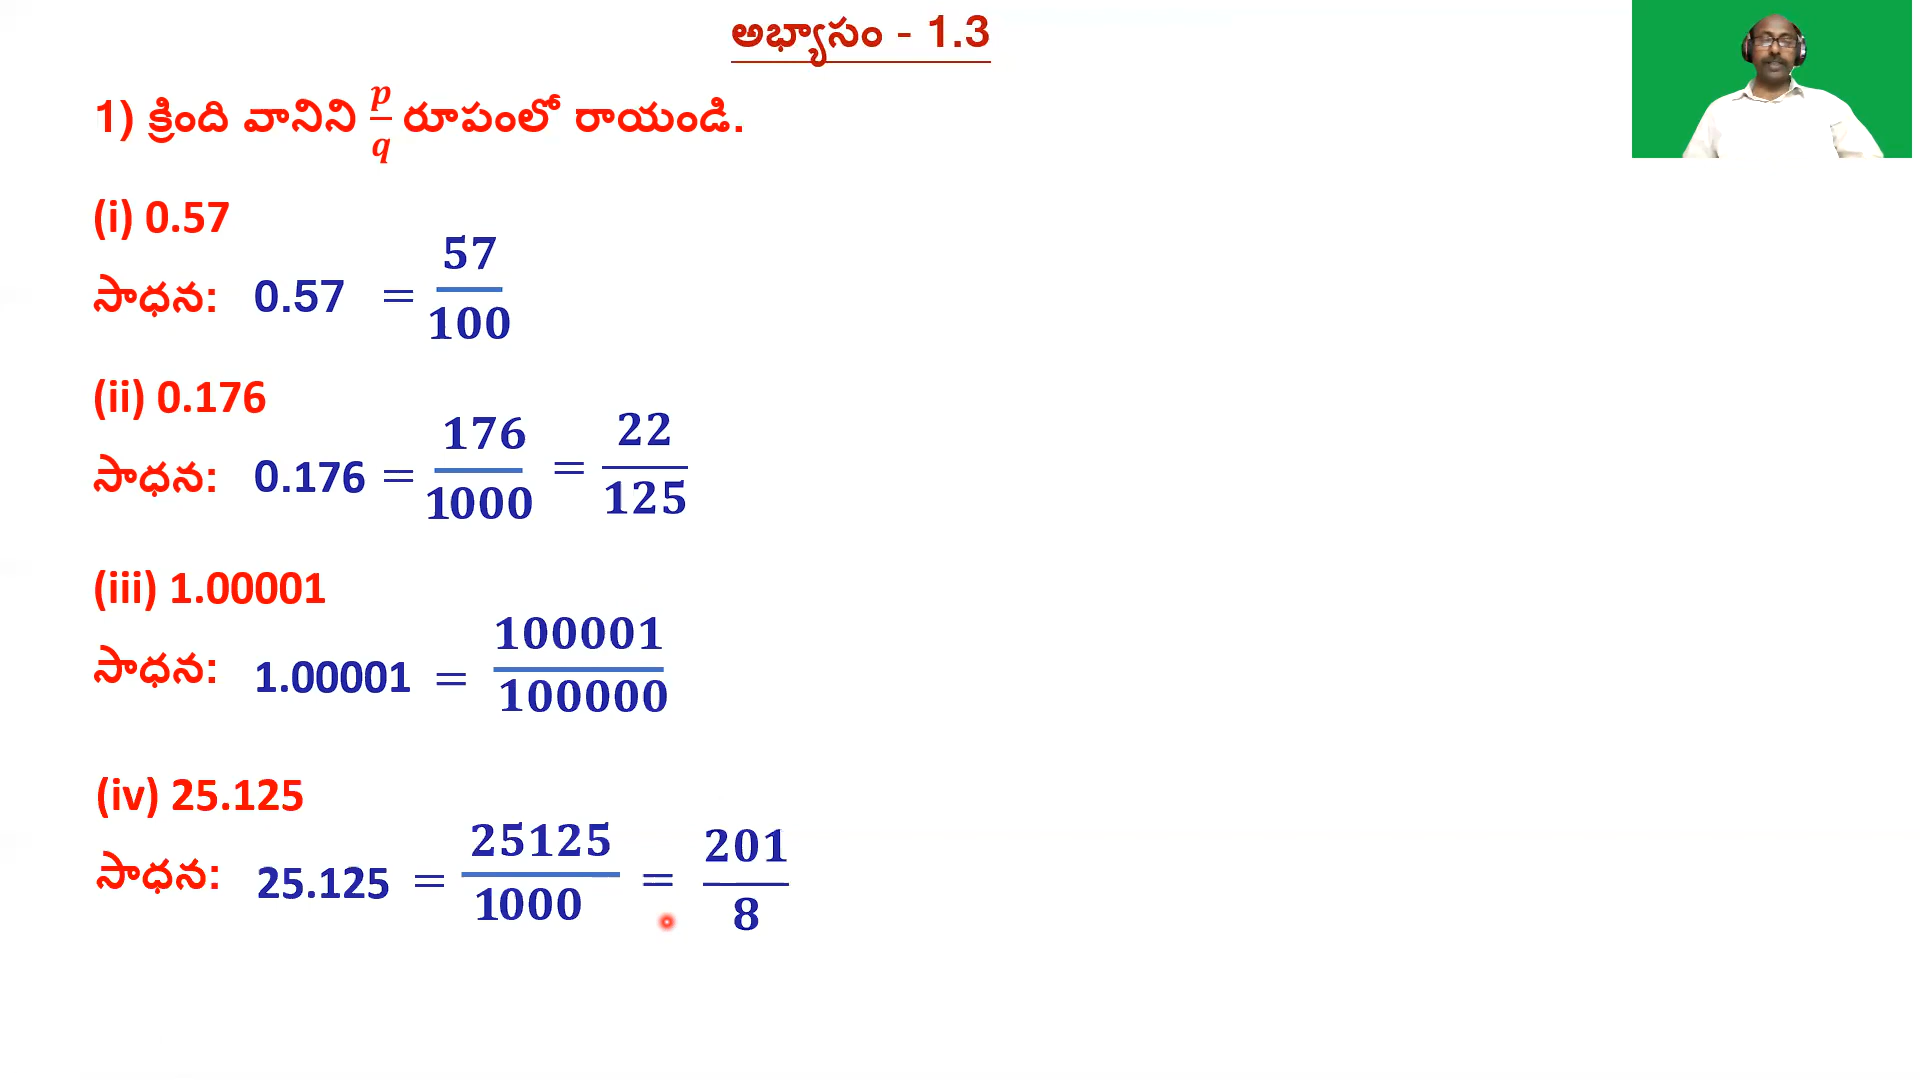 అభ్యాసం - 1.3
1) క్రింది వానిని p/q రూపంలో రాయండి.
(i) 0.57
సాధన: 0.57 = 57/100
(ii) 0.176
సాధన: 0.176 = 176/1000 = 22/125
(iii) 1.00001
సాధన: 1.00001 = 100001/100000
(iv) 25.125
సాధన: 25.125 = 25125/1000 = 201/8